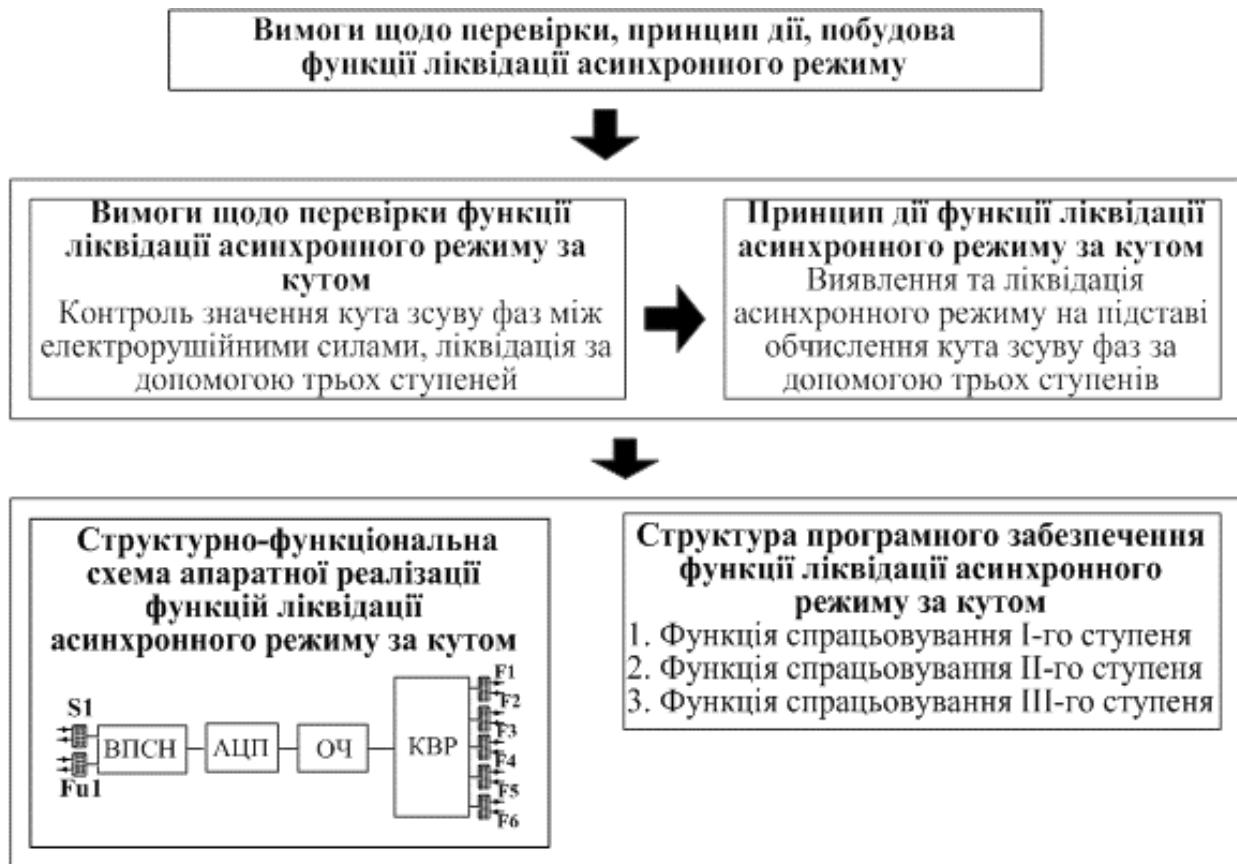 Вимоги щодо перевірки, принцип дії, побудова
функції ліквідації асинхронного режиму
Вимоги щодо перевірки функції
ліквідації асинхронного режиму за
кутом
Контроль значення кута зсуву фаз між
електрорушійними силами, ліквідація за
допомогою трьох ступеней
Принцип дії функції ліквідації
асинхронного режиму за кутом
Виявлення та ліквідація
асинхронного режиму на підставі
обчислення кута зсуву фаз за
допомогою трьох ступенів
Структурно-функціональна
схема апаратної реалізації
функцій ліквідації
асинхронного режиму за кутом
S1
Fu1
ВПСН
АЦП
ОЧ
КВР
F1
F2
F3
F4
F5
F6
Структура програмного забезпечення
функції ліквідації асинхронного
режиму за кутом
1. Функція спрацьовування I-го ступеня
2. Функція спрацьовування II-го ступеня
3. Функція спрацьовування III-го ступеня